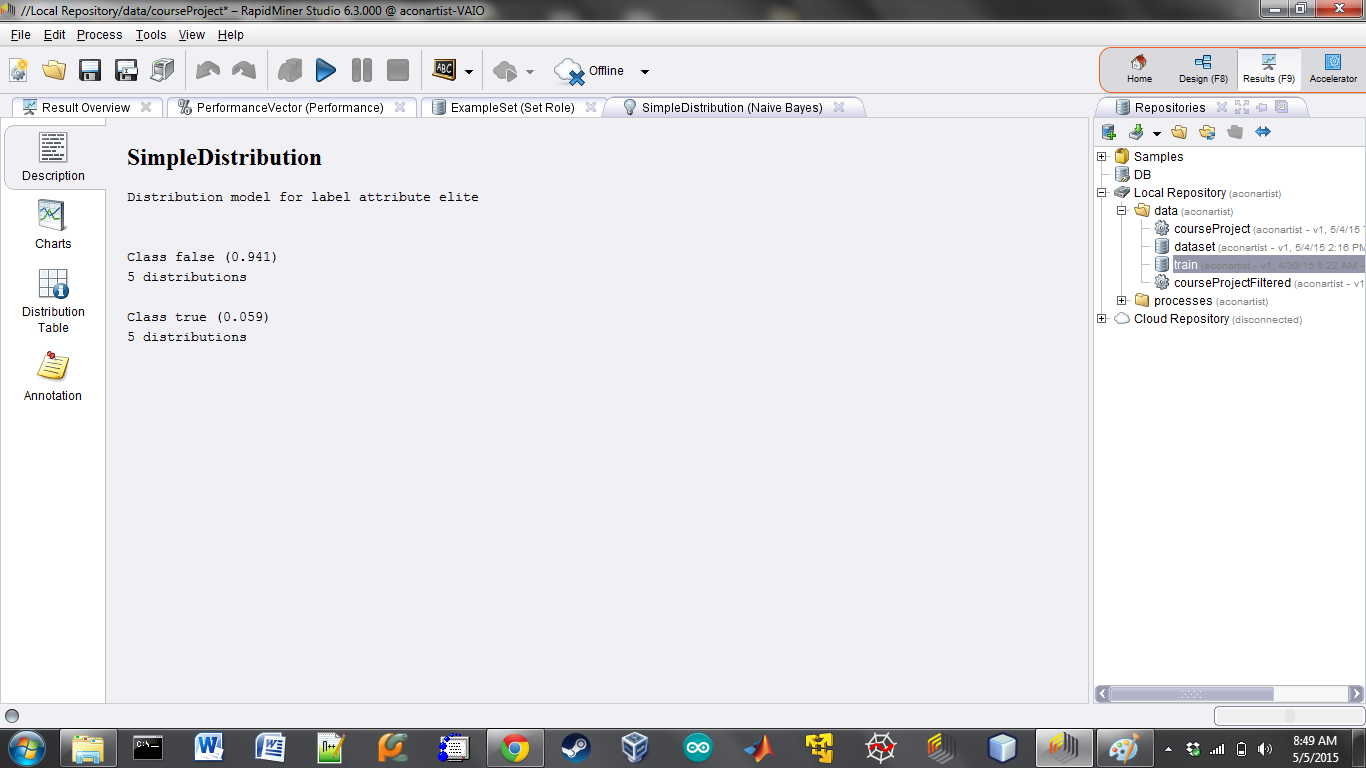 //Local Repository/data/courseProject* – RapidMiner Studio 6.3.000 @ aconartist-VAIO
File Edit Process Tools View Help
ABC
Offline
Home
Design (F8)
Results (F9)
Accelerator
Result Overview
PerformanceVector (Performance)
ExampleSet (Set Role)
SimpleDistribution (Naive Bayes)
Description
Charts
Distribution
Table
Annotation
SimpleDistribution
Distribution model for label attribute elite
Class false (0.941)
5 distributions
Class true (0.059)
5 distributions
Repositories
Samples
DB
Local Repository (aconartist)
data (aconartist)
courseProject (aconartist - v1, 5/4/15
dataset (aconartist - v1, 5/4/15 2:16 PM
train (aconartist - v1, 4/30/15 9:22 AM -
courseProjectFiltered (aconartist - v1
processes (aconartist)
Cloud Repository (disconnected)
8:49 AM
5/5/2015